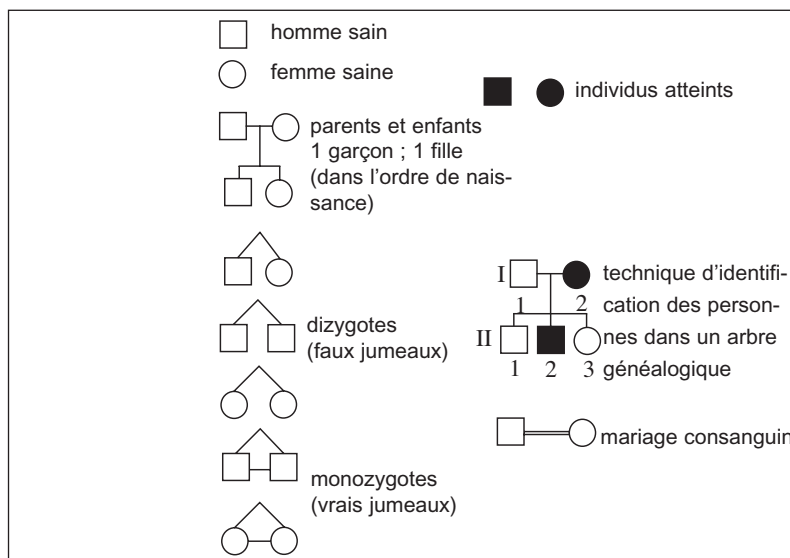 homme sain
femme saine
individus atteints
parents et enfants
1 garçon ; 1 fille
(dans l'ordre de nais-
sance)
I
1 2
II
1 2 3
technique d'identifi-
cation des person-
nes dans un arbre
généalogique
dizygotes
(faux jumeaux)
mariage consanguin
monozygotes
(vrais jumeaux)